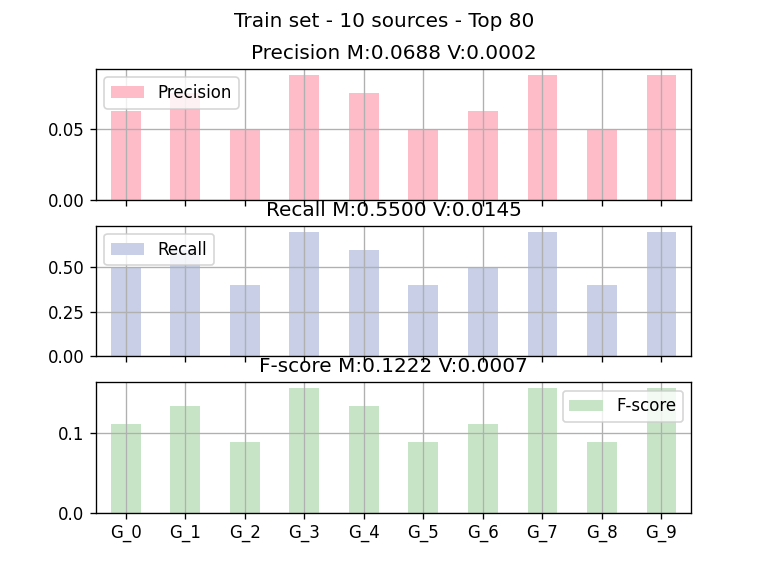 Train set - 10 sources - Top 80
Precision M:0.0688 V:0.0002
Precision
0.05
0.00
Recall M:0.5500 V:0.0145
Recall
0.50
0.25
0.00
F-score M:0.1222 V:0.0007
F-score
0.1
0.0
G_0 G_1 G_2 G_3 G_4 G_5 G_6 G_7 G_8 G_9